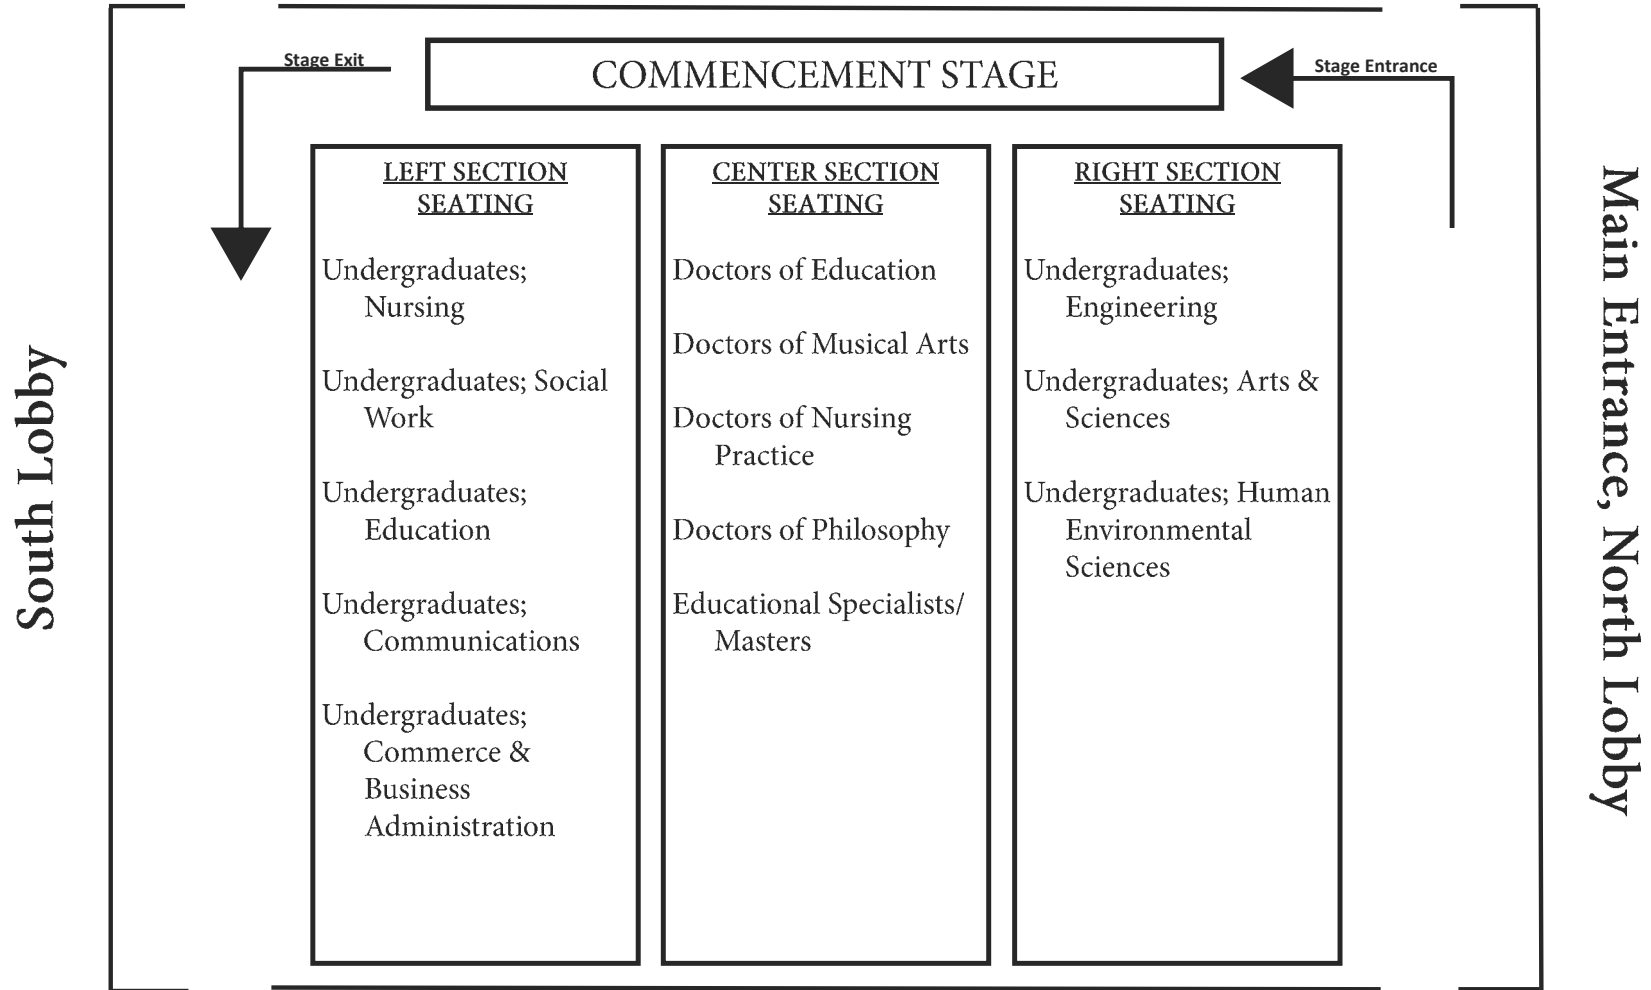 Stage Exit
COMMENCEMENT STAGE
Stage Entrance
LEFT SECTION
SEATING
Undergraduates;
Nursing
Undergraduates; Social
Work
Undergraduates;
Education
Undergraduates;
Communications
Undergraduates;
Commerce &
Business
Administration
CENTER SECTION
SEATING
Doctors of Education
Doctors of Musical Arts
Doctors of Nursing
Practice
Doctors of Philosophy
Educational Specialists/
Masters
RIGHT SECTION
SEATING
Undergraduates;
Engineering
Undergraduates; Arts &
Sciences
Undergraduates; Human
Environmental
Sciences
South Lobby
Main Entrance, North Lobby